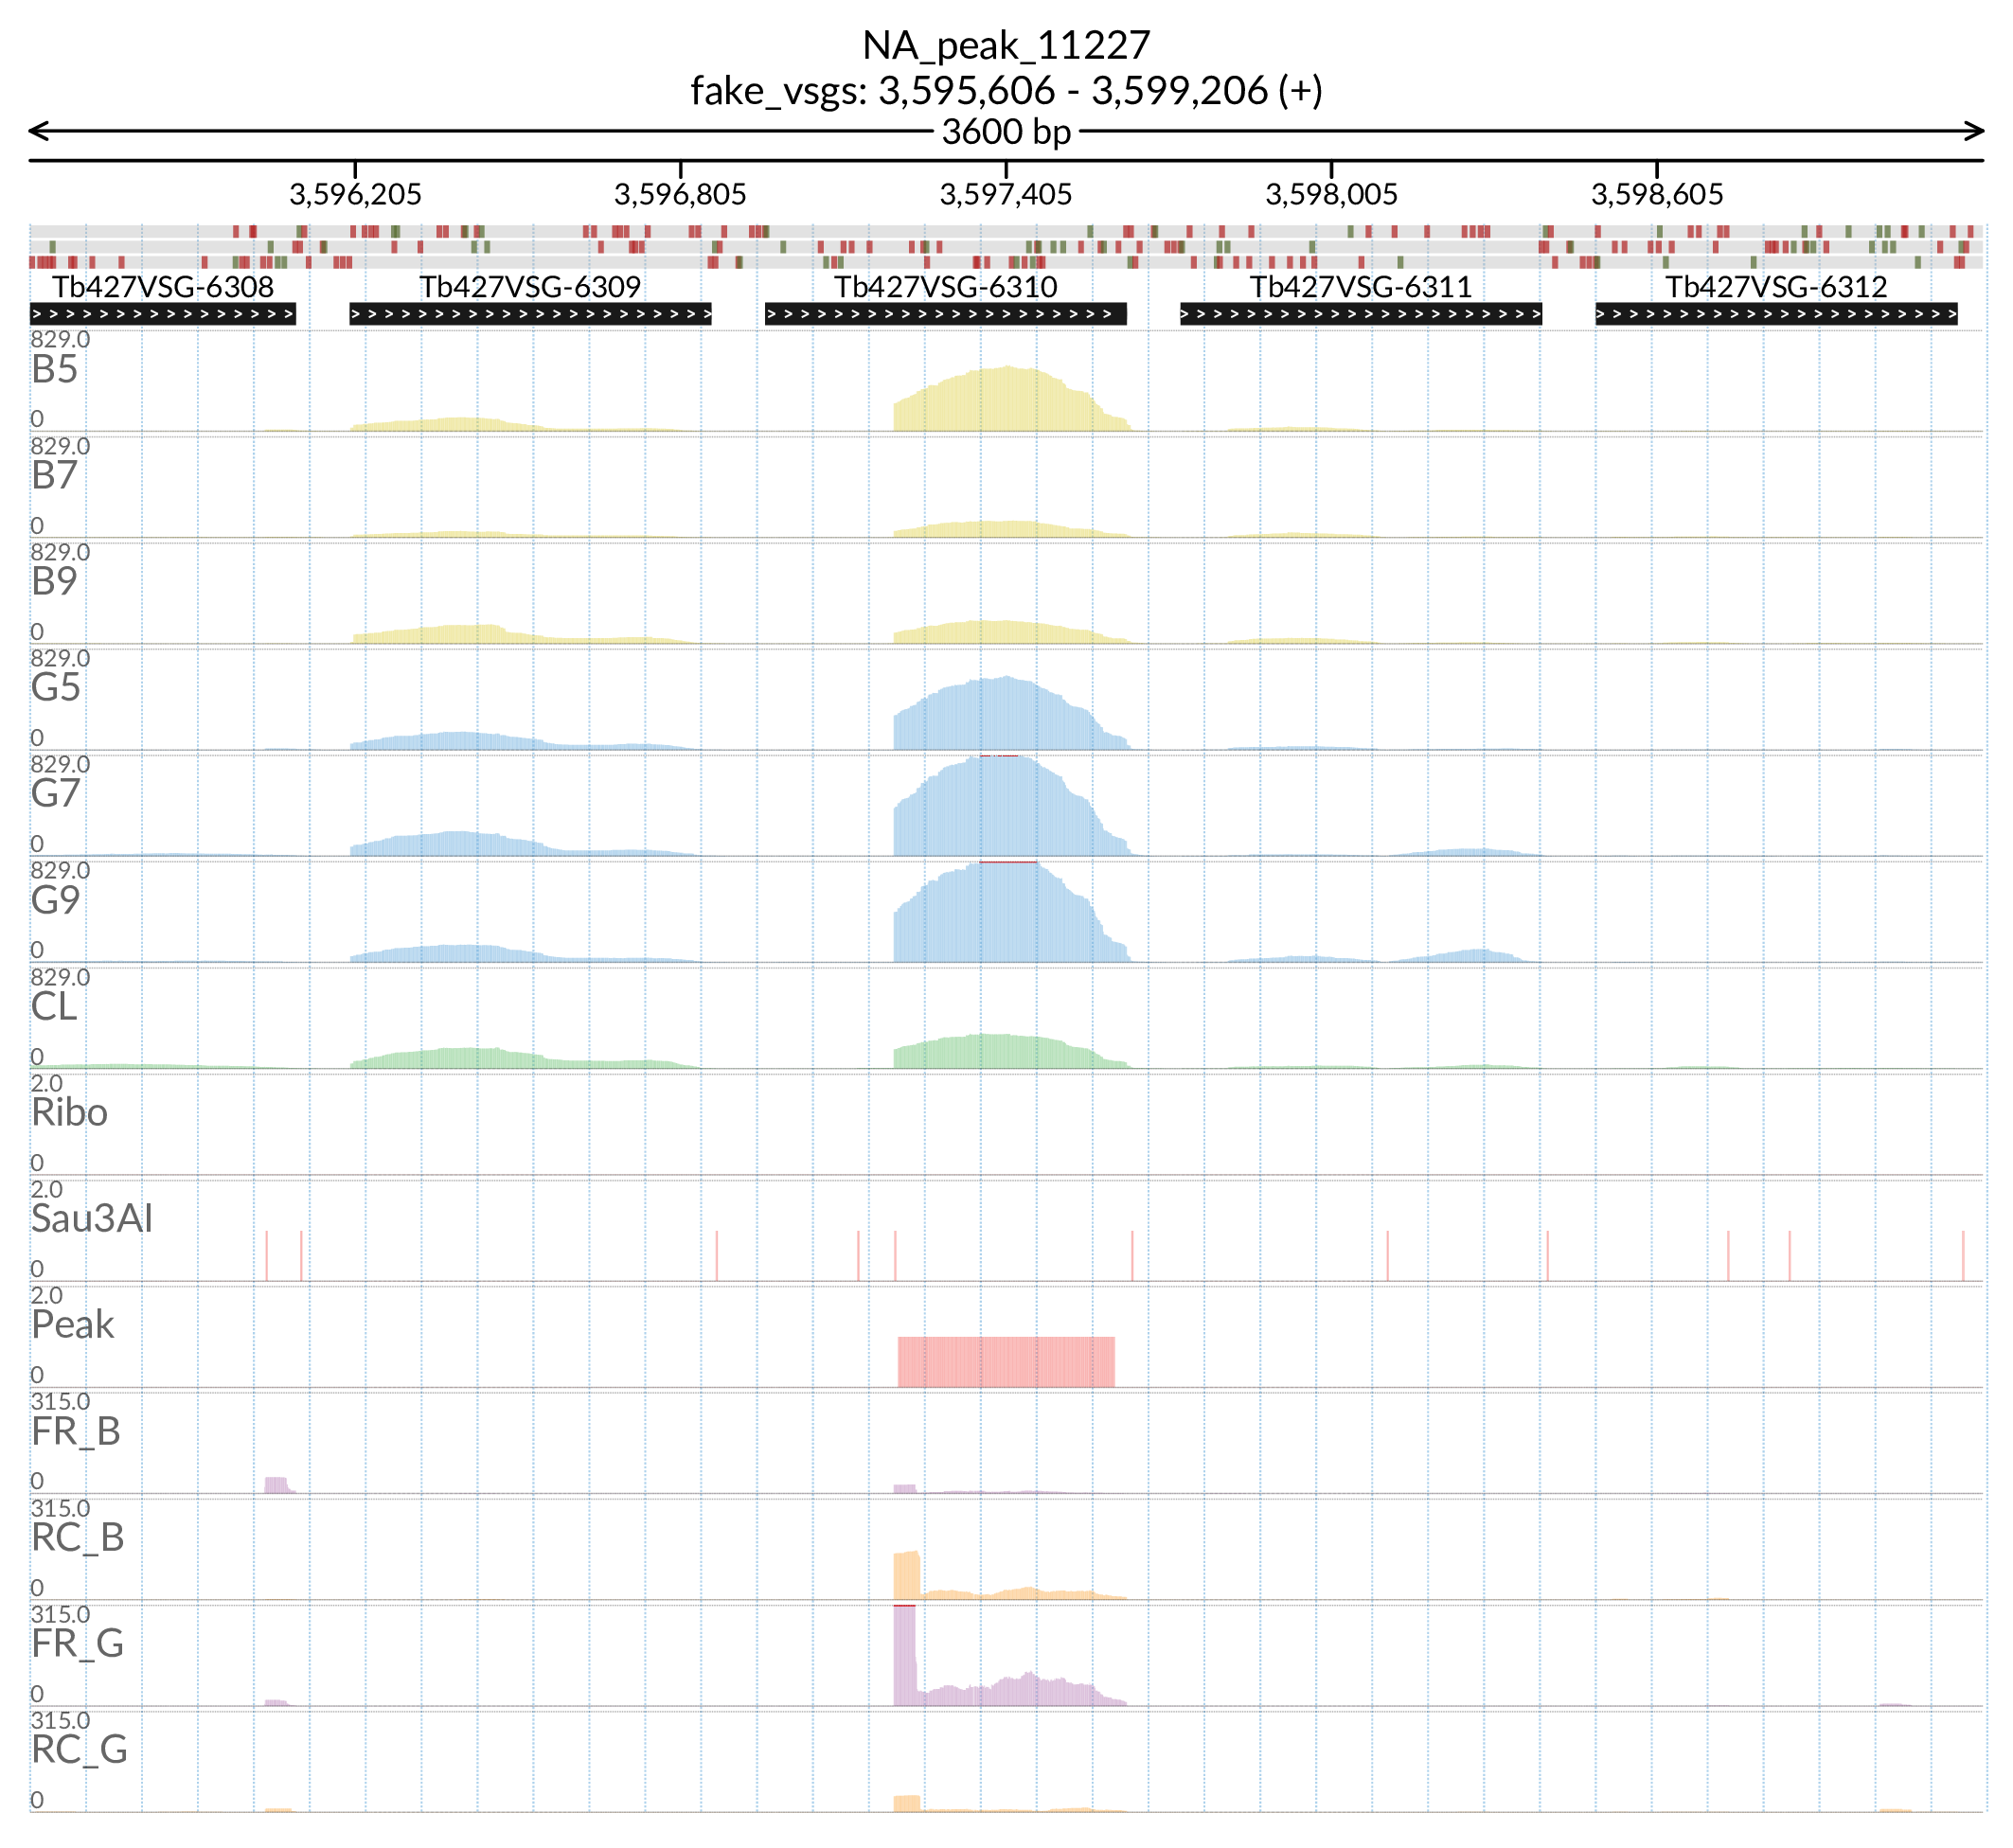 NA_peak_11227
fake_vsgs: 3,595,606 - 3,599,206 (+)
3600 bp
3,596,205 3,596,805 3,597,405 3,598,005 3,598,605
Tb427VSG-6308 Tb427VSG-6309 Tb427VSG-6310 Tb427VSG-6311 Tb427VSG-6312
829.0
B5
0
829.0
B7
0
829.0
B9
0
829.0
G5
0
829.0
G7
0
829.0
G9
0
829.0
CL
0
2.0
Ribo
0
2.0
Sau3AI
0
2.0
Peak
0
315.0
FR_B
0
315.0
RC_B
0
315.0
FR_G
0
315.0
RC_G
0